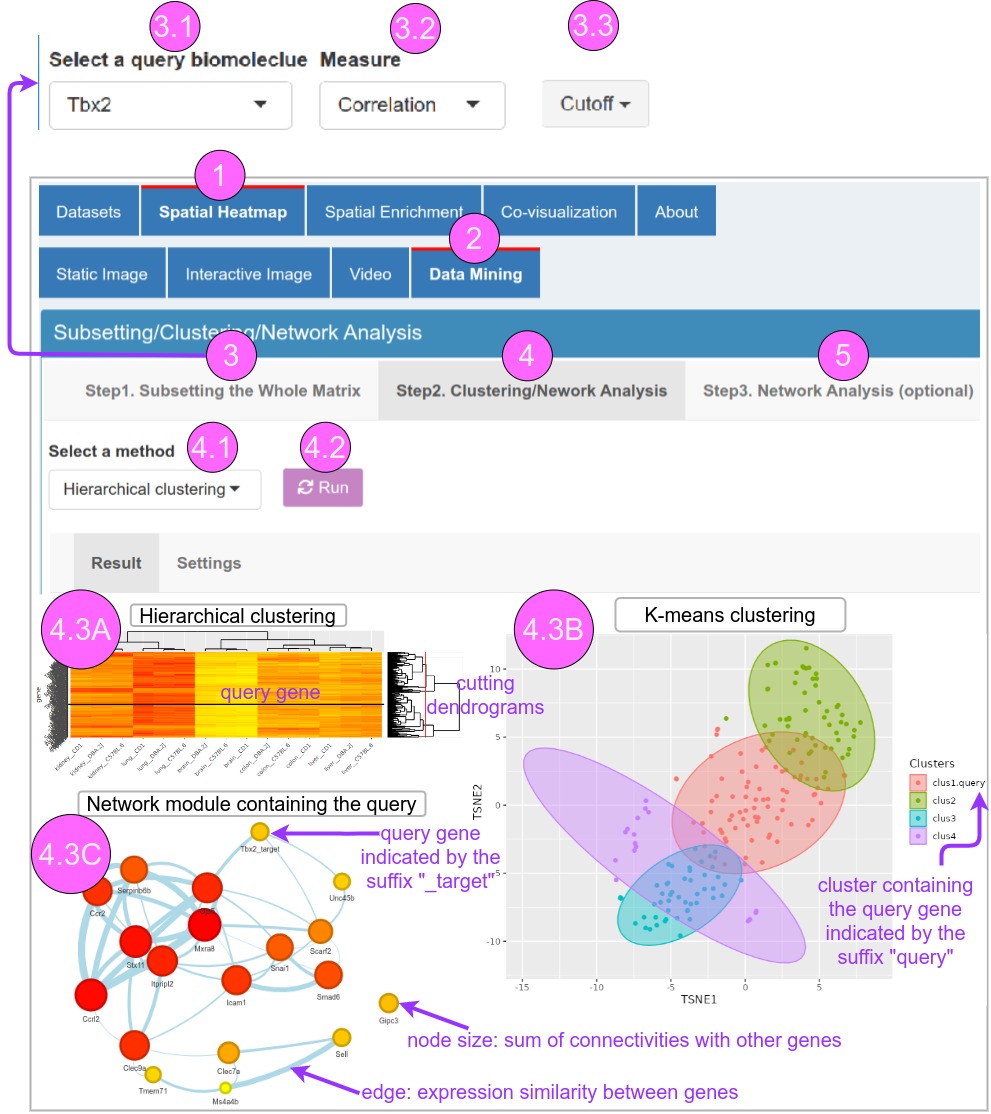 3.1
3.2
3.3
Select a query biomoleclue
Measure
Tbx2
Correlation
Cutoff
1
Datasets
Spatial Heatmap
Spatial Enrichment
Co-visualization
About
2
Static Image
Interactive Image
Video
Data Mining
Subsetting/Clustering/Network Analysis
3
4
5
Step1. Subsetting the Whole Matrix
Step2. Clustering/Nework Analysis
Step3. Network Analysis (optional)
Select a method
4.1
4.2
Hierarchical clustering
Run
Result
Settings
4.3A
Hierarchical clustering
gene
query gene
cutting
dendrograms
kidney__CD1
kidney__DBA.2J
kidney__C57BL.6
lung__CD1
lung__DBA.2J
lung__C57BL.6
brain__DBA.2J
brain__C57BL.6
brain__CD1
colon__DBA.2J
colon__C57BL.6
colon__CD1
liver__CD1
liver__DBA.2J
liver__C57BL.6
4.3B
K-means clustering
10
5
0
-5
-10
TSNE2
-15
-10
-5
0
5
TSNE1
Clusters
clus1.query
clus2
clus3
clus4
cluster containing
the query gene
indicated by the
suffix "query"
Network module containing the query
4.3C
query gene
indicated by the
suffix "_target"
Tbx2_target
Serpinb6b
Ccr2
Unc45b
Mxra8
Scarf2
Stx11
Snai1
Itpripl2
Icam1
Smad6
Ccrl2
Gipc3
node size: sum of connectivities with other genes
Clec9a
Clec7a
Sell
Tmem71
Ms4a4b
edge: expression similarity between genes